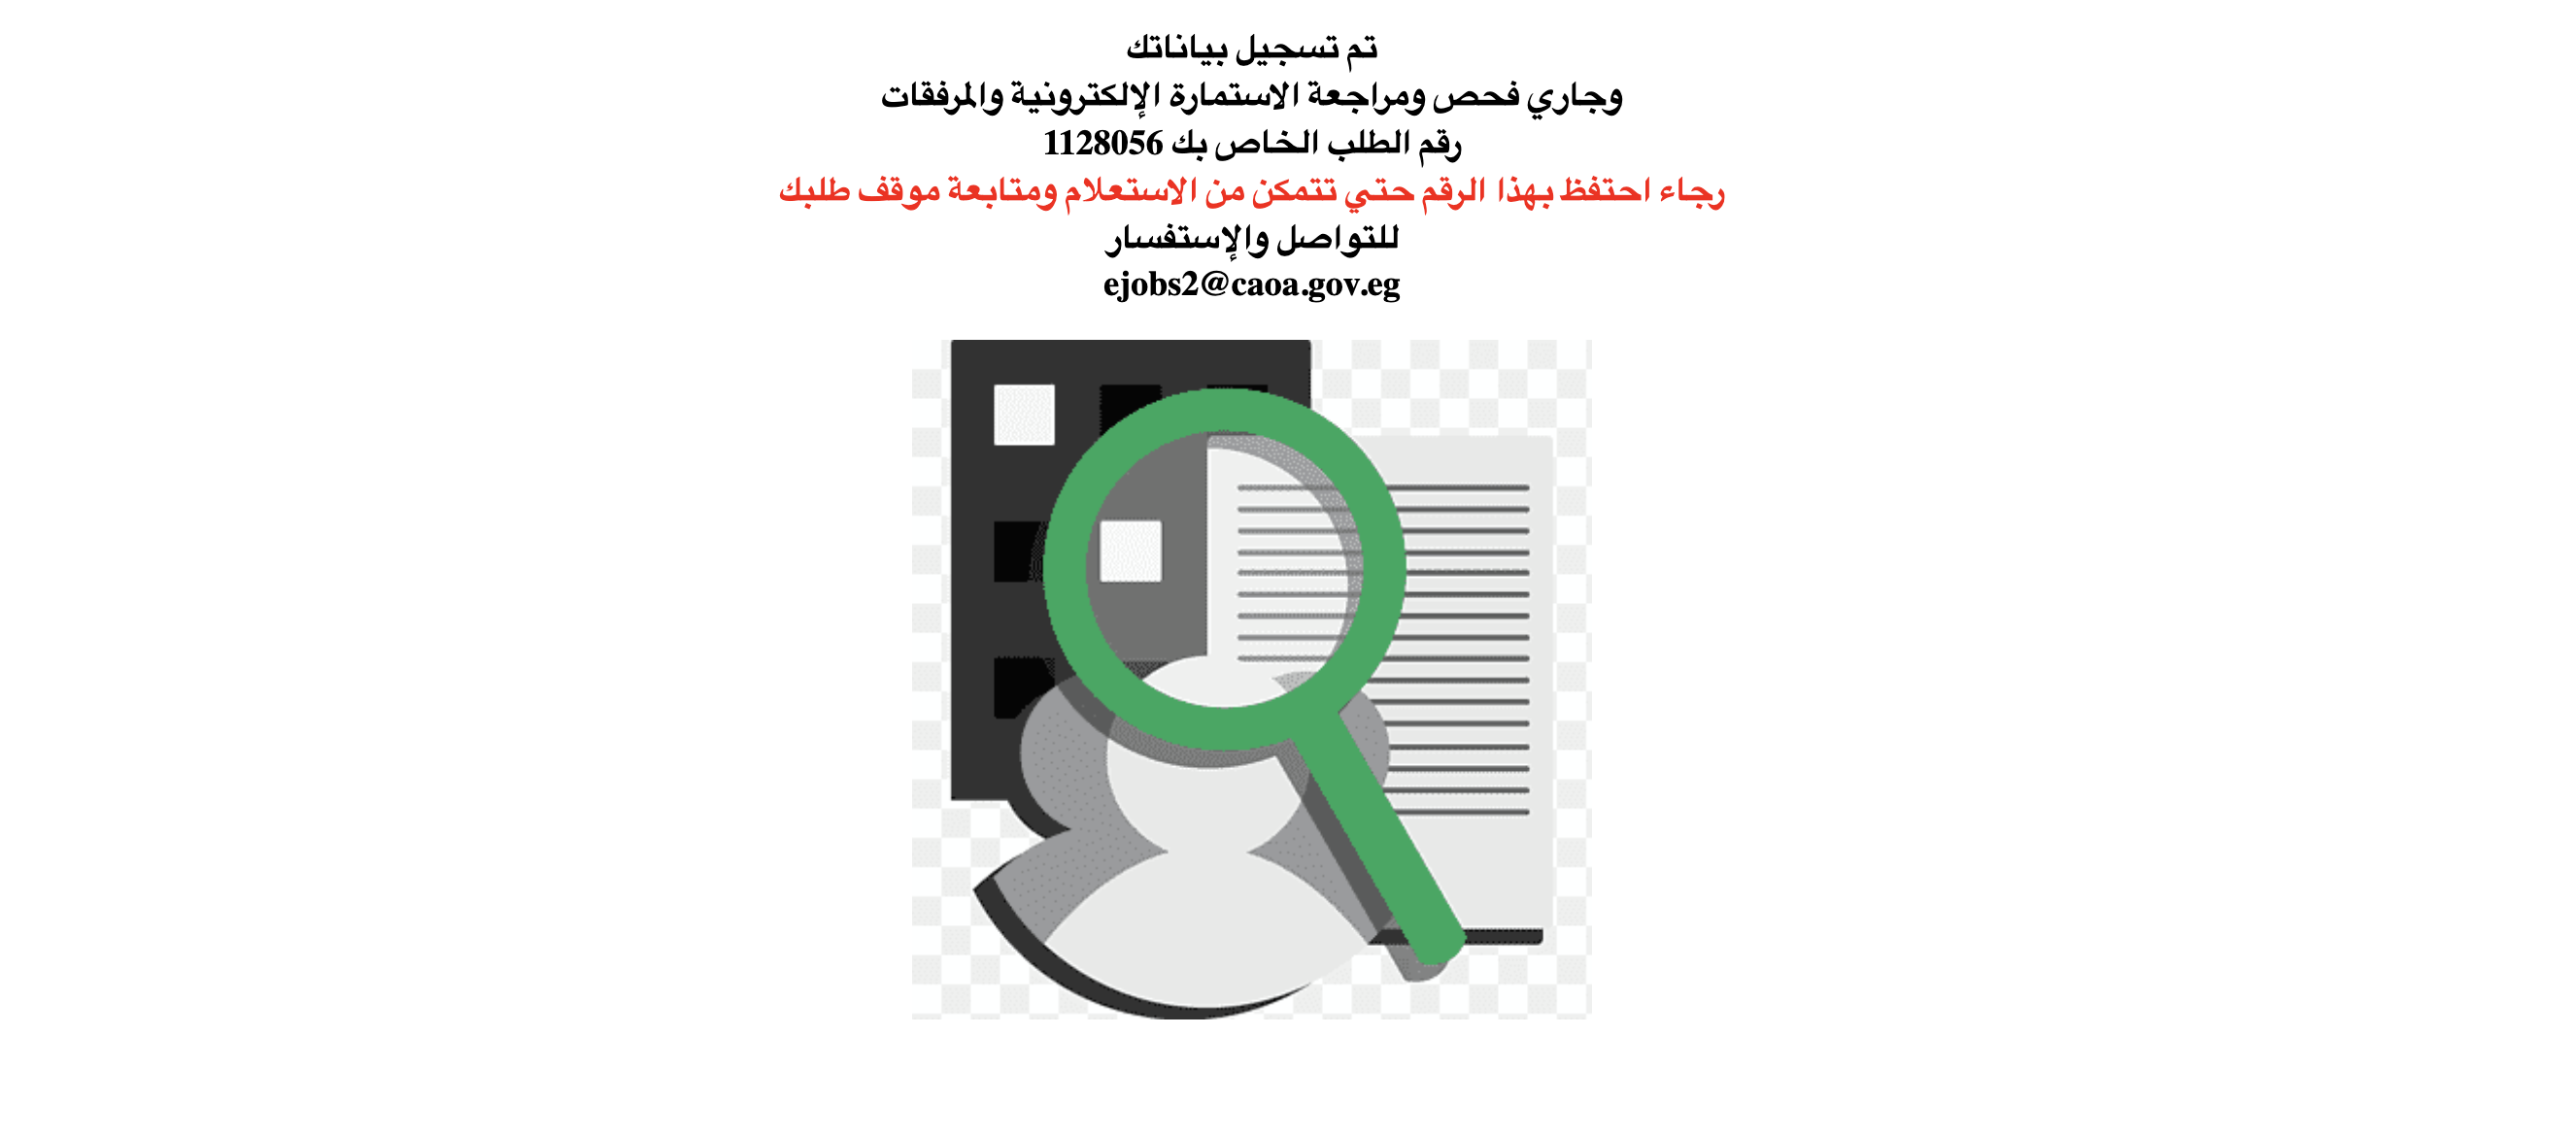 تم تسجيل بياناتك
وجاري فحص ومراجعة الاستمارة الإلكترونية والمرفقات
رقم الطلب الخاص بك 1128056
رجاء احتفظ بهذا الرقم حتي تتمكن من الاستعلام ومتابعة موقف طلبك
للتواصل والإستفسار
ejobs2@caoa.gov.eg